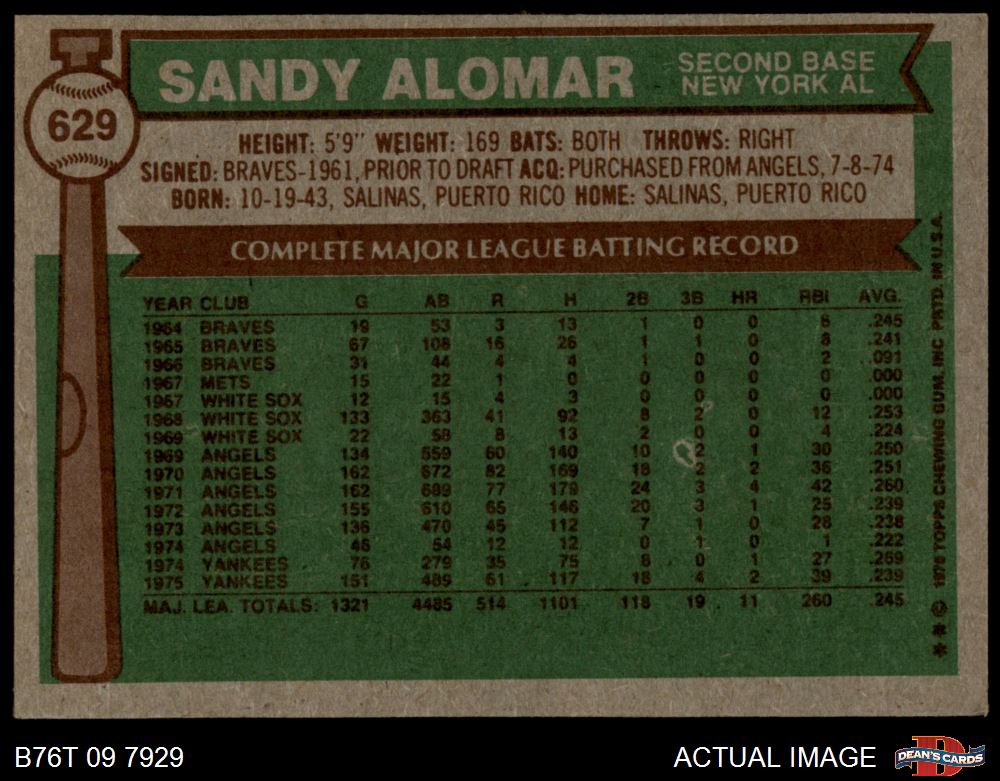 T
629
SANDY ALOMAR
SECOND BASE
NEW YORK AL
HEIGHT: 5'9" WEIGHT: 169 BATS: BOTH THROWS: RIGHT
SIGNED: BRAVES-1961, PRIOR TO DRAFT ACQ: PURCHASED FROM ANGELS, 7-8-74
BORN: 10-19-43, SALINAS, PUERTO RICO HOME: SALINAS, PUERTO RICO
COMPLETE MAJOR LEAGUE BATTING RECORD
YEAR CLUB G AB R H 2B 3B HR RBI AVG.
1964 BRAVES 19 53 3 13 1 0 0 6 .245
1965 BRAVES 67 108 16 26 1 1 0 8 .241
1966 BRAVES 31 44 4 4 1 0 0 2 .091
1967 METS 15 22 1 0 0 0 0 0 .000
1967 WHITE SOX 12 15 4 3 0 0 0 0 .000
1968 WHITE SOX 133 363 41 92 8 2 0 12 .253
1969 WHITE SOX 22 58 8 13 2 0 0 4 .224
1969 ANGELS 134 559 60 140 10 2 1 30 .250
1970 ANGELS 162 672 82 169 18 2 2 36 .251
1971 ANGELS 162 689 77 179 24 3 4 42 .260
1972 ANGELS 155 610 65 146 20 3 1 25 .239
1973 ANGELS 136 470 45 112 7 1 0 28 .238
1974 ANGELS 46 54 12 12 0 1 0 1 .222
1974 YANKEES 76 279 35 75 8 0 1 27 .269
1975 YANKEES 151 489 61 117 18 4 2 39 .239
MAJ. LEA. TOTALS: 1321 4485 514 1101 118 19 11 260 .245
** © 1976 TOPPS CHEWING GUM, INC PRTD. IN U.S.A.
B76T 09 7929
ACTUAL IMAGE
D
DEAN'S CARDS